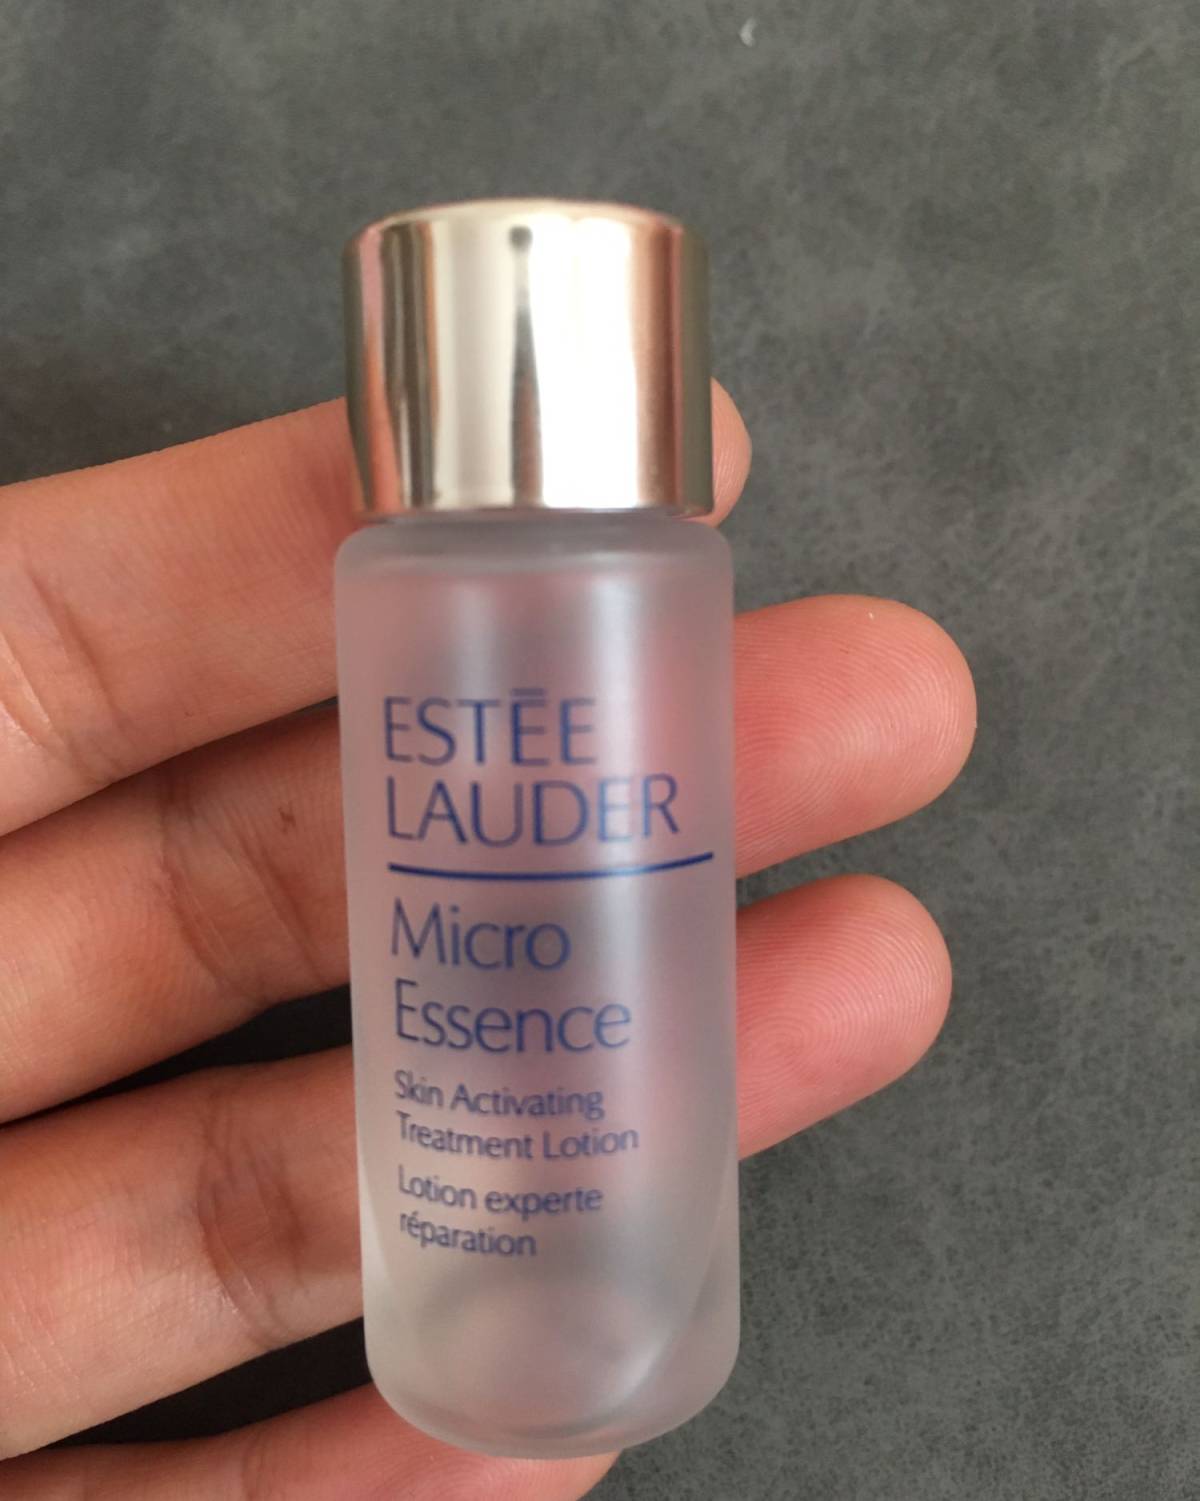 ESTĒE
LAUDER
Micro
Essence
Skin Activating
Treatment Lotion
Lotion experte
réparation